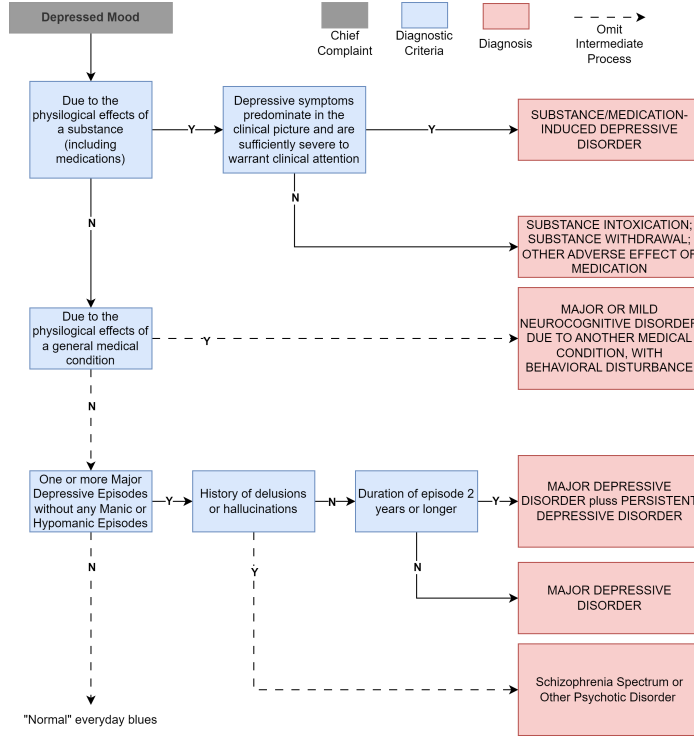 Depressed Mood
Chief
Complaint
Diagnostic
Criteria
Diagnosis
Omit
Intermediate
Process
Due to the
physilogical effects of
a substance
(including
medications)
Y
Depressive symptoms
predominate in the
clinical picture and are
sufficiently severe to
warrant clinical attention
Y
SUBSTANCE/MEDICATION-
INDUCED DEPRESSIVE
DISORDER
N
N
SUBSTANCE INTOXICATION;
SUBSTANCE WITHDRAWAL;
OTHER ADVERSE EFFECT OF
MEDICATION
Due to the
physilogical effects of
a general medical
condition
Y
MAJOR OR MILD
NEUROCOGNITIVE DISORDER
DUE TO ANOTHER MEDICAL
CONDITION, WITH
BEHAVIORAL DISTURBANCE
N
One or more Major
Depressive Episodes
without any Manic or
Hypomanic Episodes
Y
History of delusions
or hallucinations
N
Duration of episode 2
years or longer
Y
MAJOR DEPRESSIVE
DISORDER pluss PERSISTENT
DEPRESSIVE DISORDER
N
Y
N
MAJOR DEPRESSIVE
DISORDER
Schizophrenia Spectrum or
Other Psychotic Disorder
"Normal" everyday blues